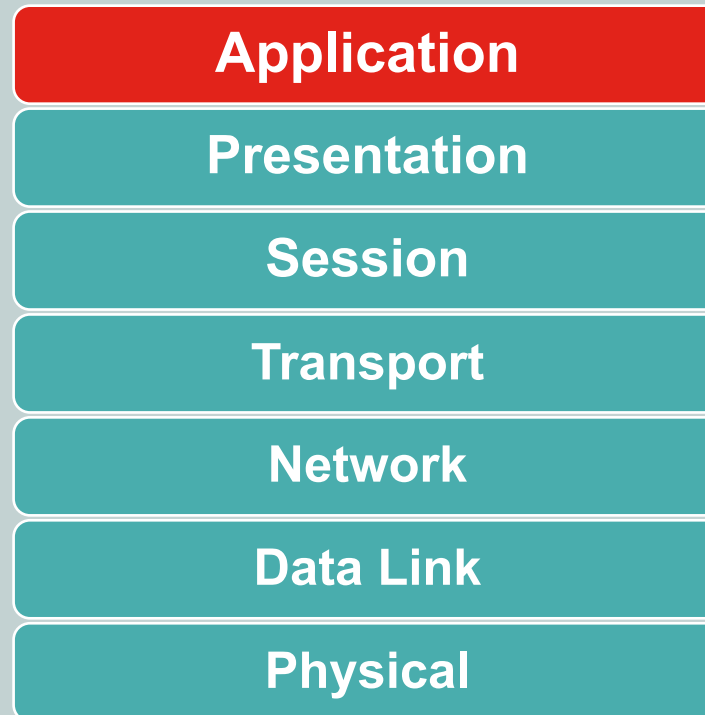 Application
Presentation
Session
Transport
Network
Data Link
Physical